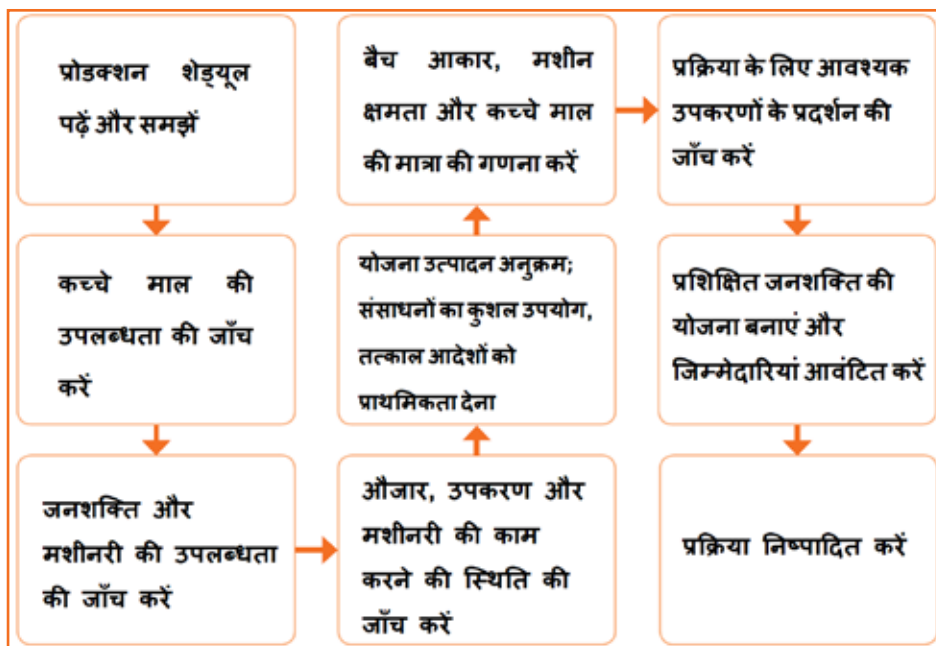 प्रोडक्शन शेड्यूल
पढ़ें और समझें
कच्चे माल की
उपलब्धता की जाँच
करें
जनशक्ति और
मशीनरी की उपलब्धता
की जाँच करें
औजार, उपकरण और
मशीनरी की काम
करने की स्थिति की
जाँच करें
योजना उत्पादन अनुक्रम;
संसाधनों का कुशल उपयोग,
तत्काल आदेशों को
प्राथमिकता देना
बैच आकार, मशीन
क्षमता और कच्चे माल
की मात्रा की गणना करें
प्रक्रिया के लिए आवश्यक
उपकरणों के प्रदर्शन की
जाँच करें
प्रशिक्षित जनशक्ति की
योजना बनाएं और
जिम्मेदारियां आवंटित करें
प्रक्रिया निष्पादित करें